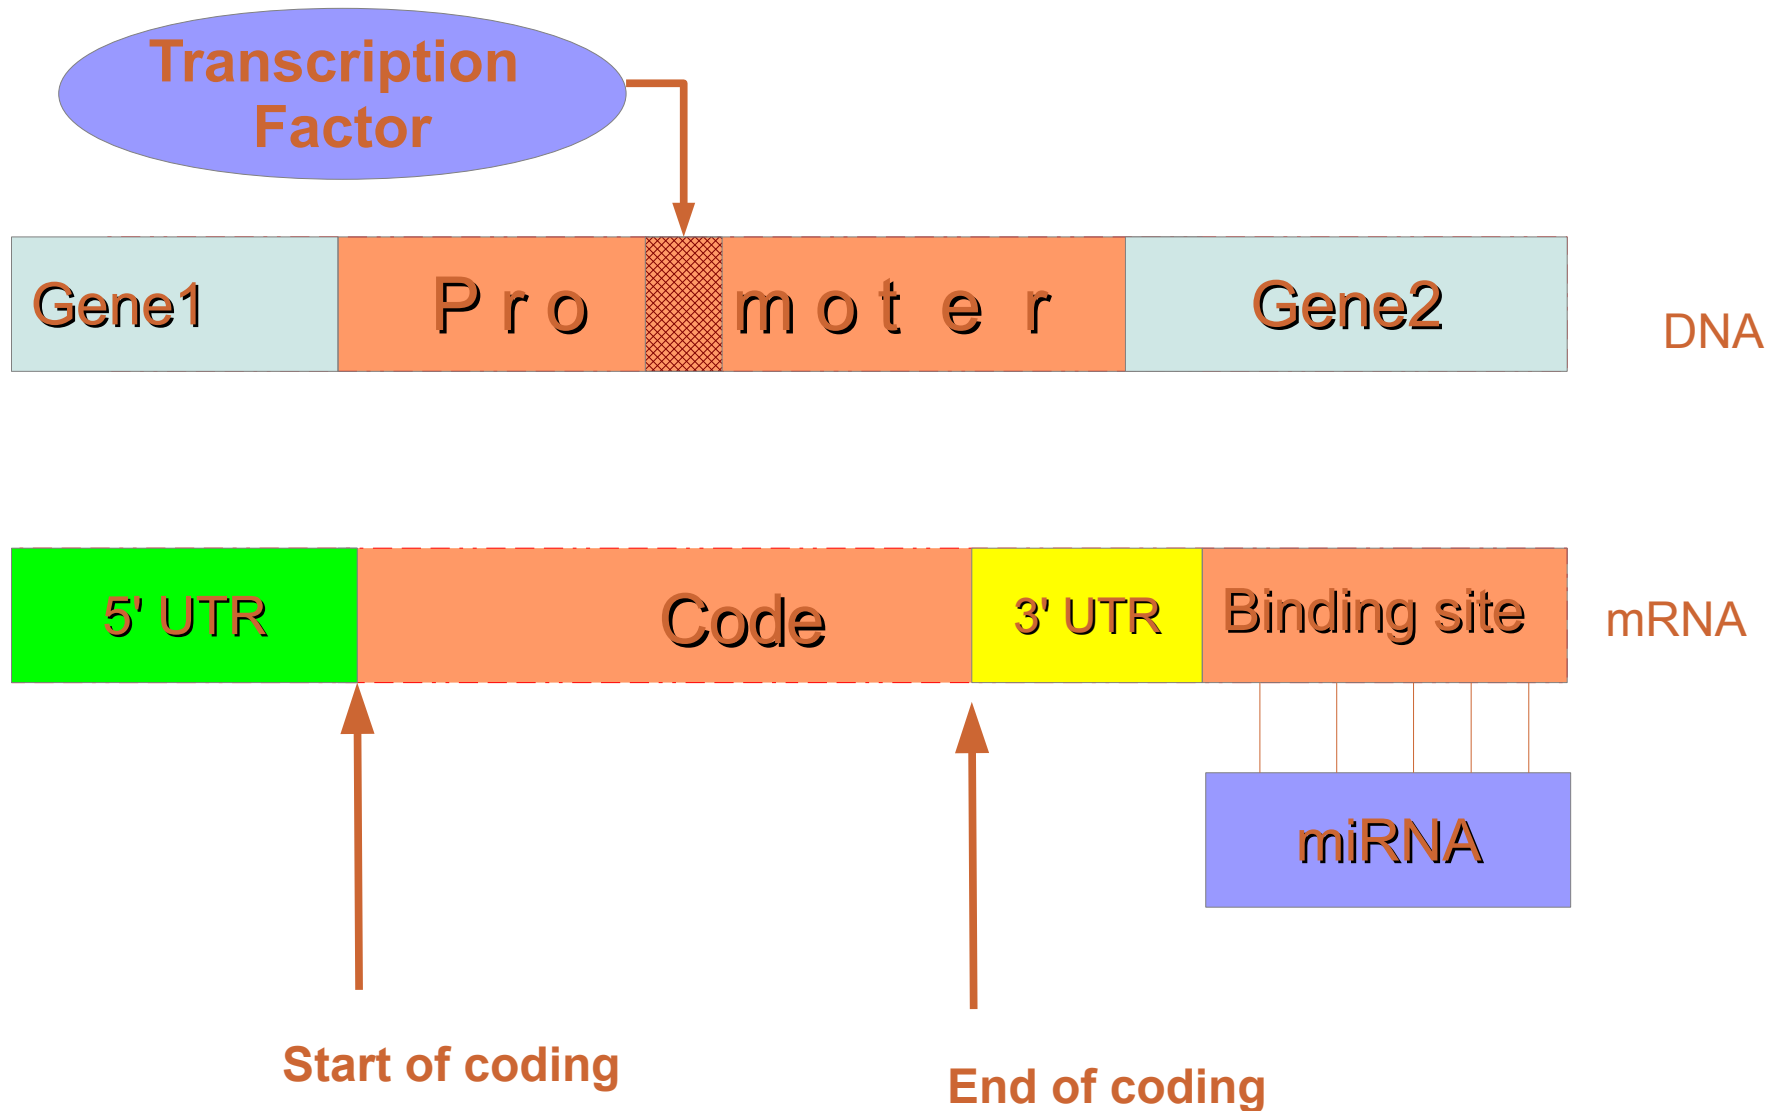 Transcription
Factor
Gene1
P r o
m o t e r
Gene2
DNA
5' UTR
Code
3' UTR
Binding site
mRNA
miRNA
Start of coding
End of coding